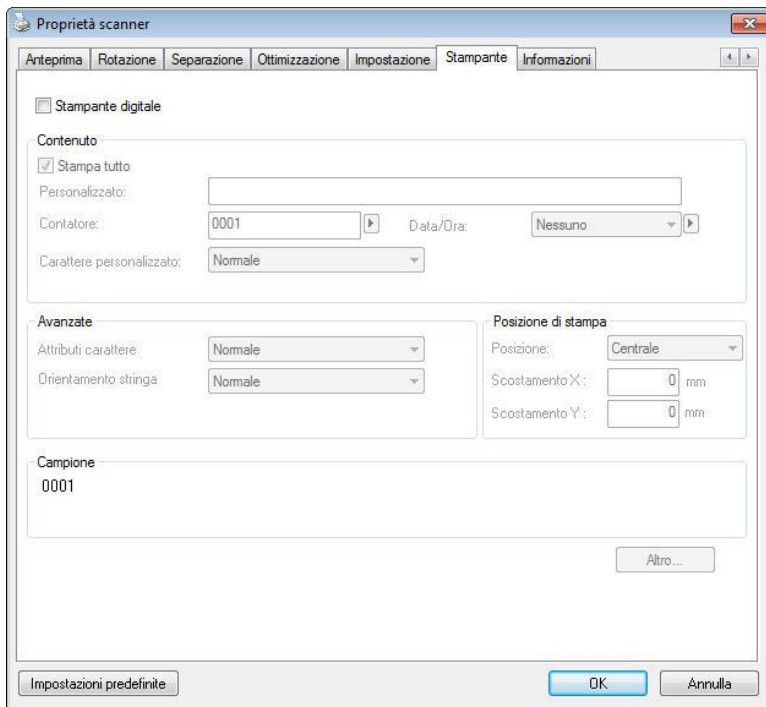 Proprietà scanner
Anteprima Rotazione Separazione Ottimizzazione Impostazione Stampante Informazioni
Stampante digitale
Contenuto
Stampa tutto
Personalizzato:
Contatore: 0001 Data/Ora: Nessuno
Carattere personalizzato: Normale
Avanzate
Attributi carattere Normale
Orientamento stringa Normale
Posizione di stampa
Posizione: Centrale
Scostamento X : 0 mm
Scostamento Y : 0 mm
Campione
0001
Altro...
Impostazioni predefinite OK Annulla